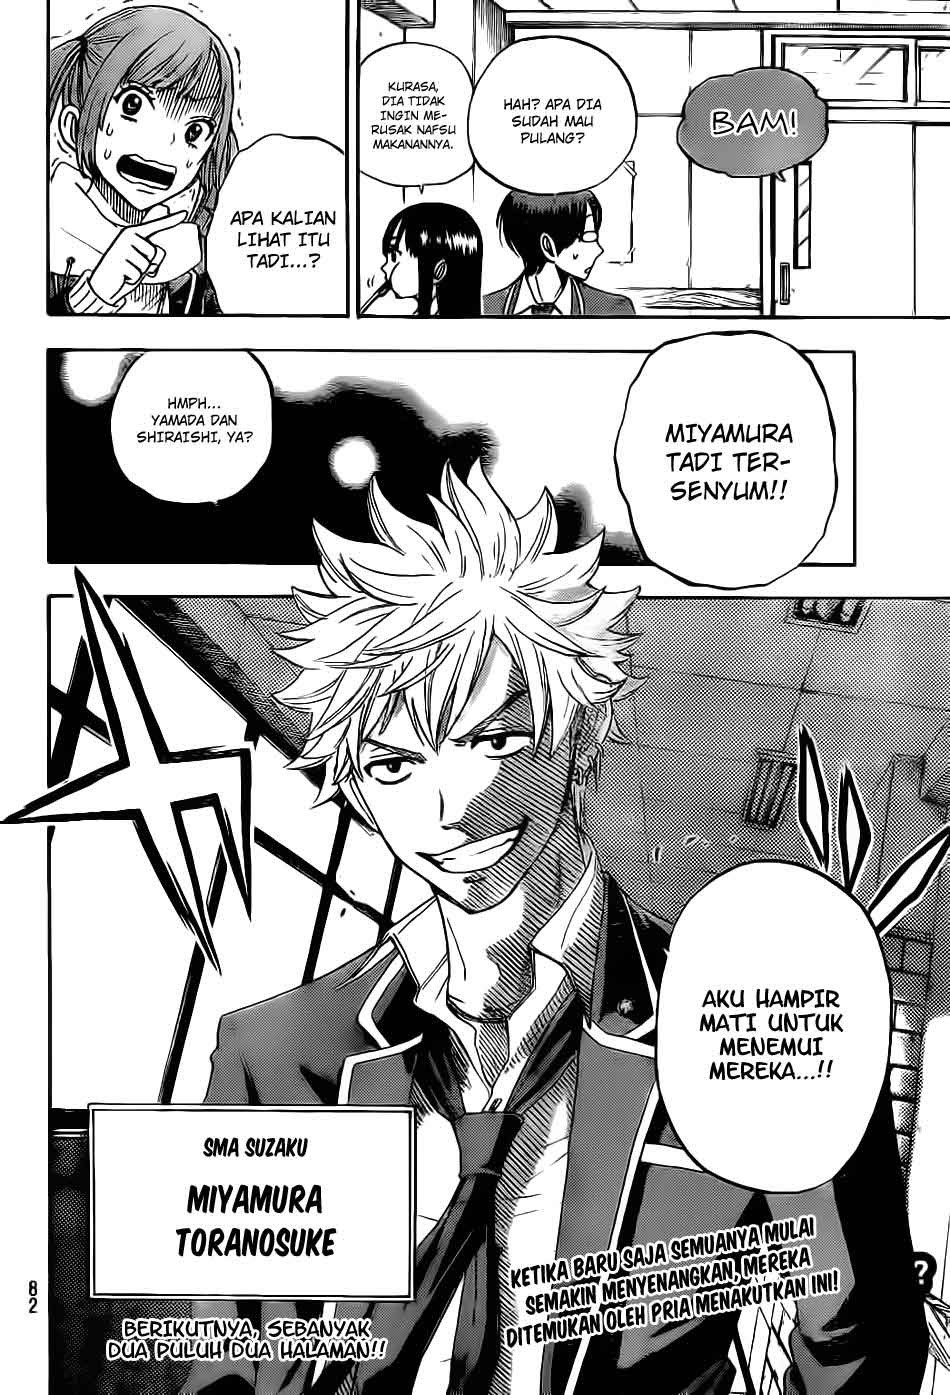 BAM!
HAH? APA DIA
SUDAH MAU
PULANG?
KURASA,
DIA TIDAK
INGIN ME-
RUSAK NAFSU
MAKANANNYA.
APA KALIAN
LIHAT ITU
TADI...?
MIYAMURA
TADI TER-
SENYUM!!
HMPH...
YAMADA DAN
SHIRAISHI, YA?
AKU HAMPIR
MATI UNTUK
MENEMUI
MEREKA...!!
SMA SUZAKU
MIYAMURA
TORANOSUKE
KETIKA BARU SAJA SEMUANYA MULAI
SEMAKIN MENYENANGKAN, MEREKA
DITEMUKAN OLEH PRIA MENAKUTKAN INI!
?
BERIKUTNYA, SEBANYAK
DUA PULUH DUA HALAMAN!!
82